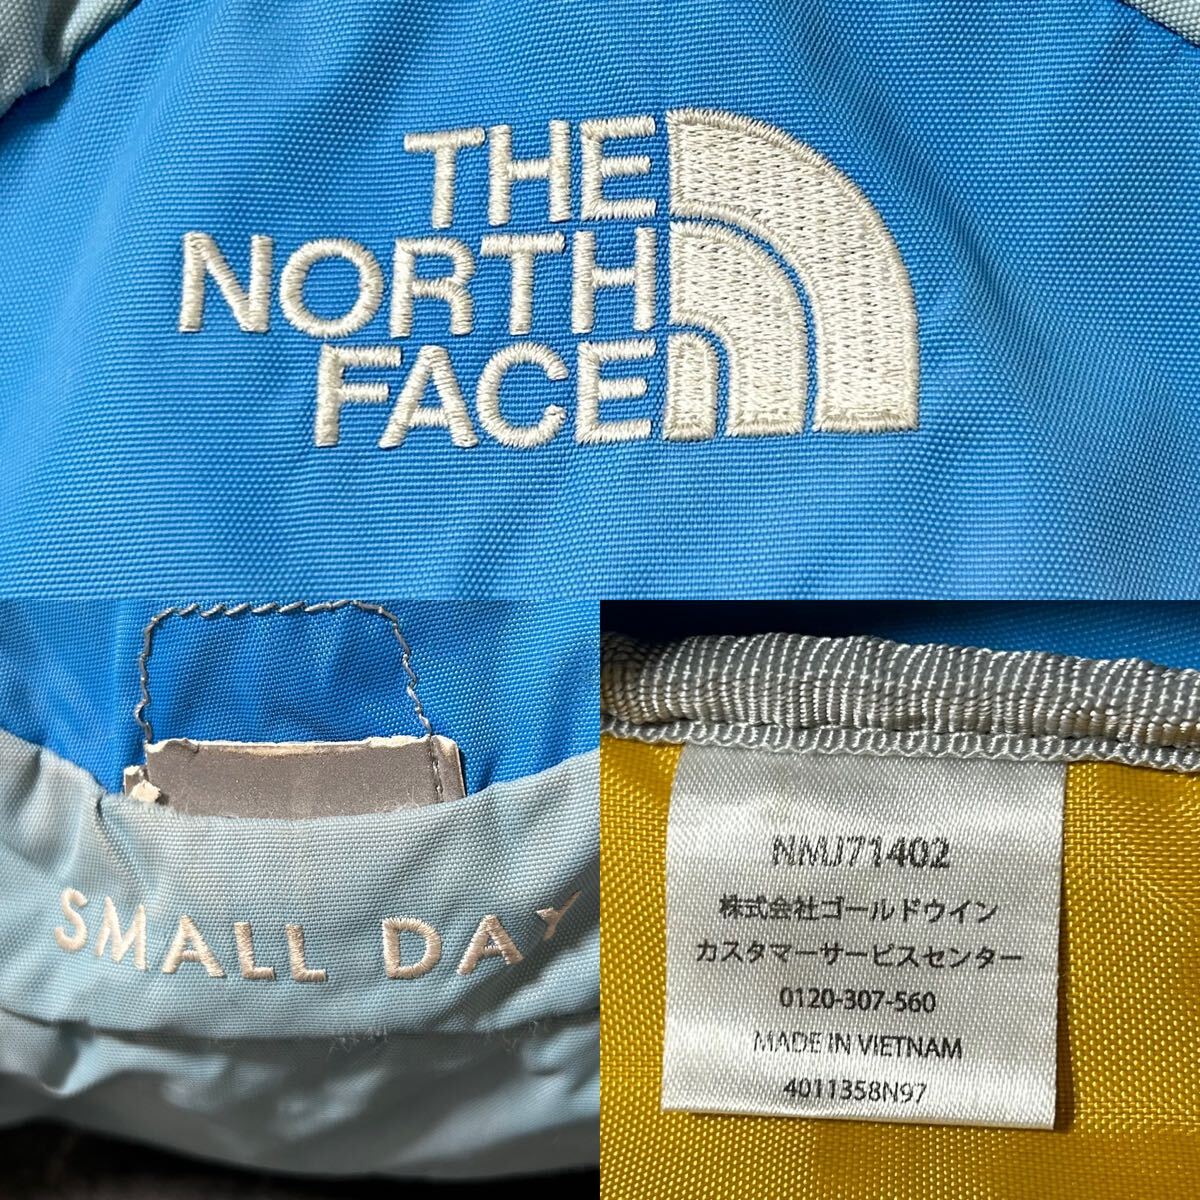 THE
NORTH
FACE
SMALL DAY
NMJ71402
株式会社ゴールドウイン
カスタマーサービスセンター
0120-307-560
MADE IN VIETNAM
4011358N97